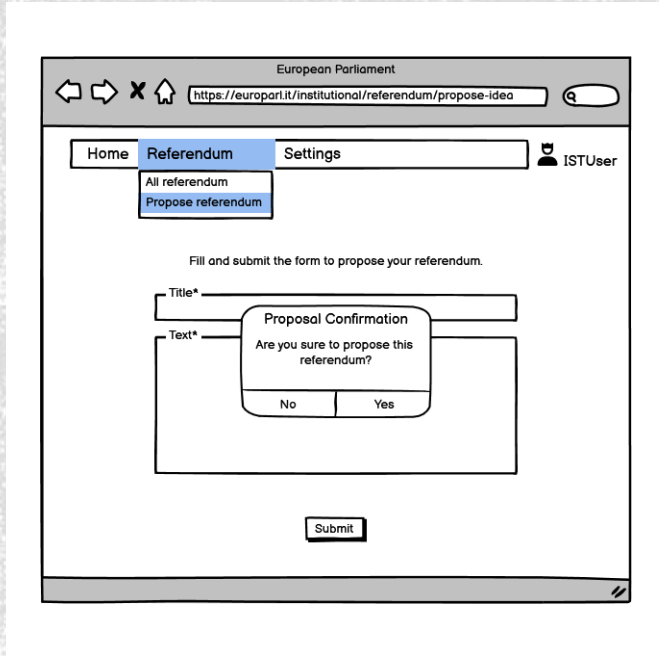 European Parliament
https://europarl.it/institutional/referendum/propose-idea
Home Referendum Settings
ISTUser
All referendum
Propose referendum
Fill and submit the form to propose your referendum.
Title*
Proposal Confirmation
Text*
Are you sure to propose this
referendum?
No Yes
Submit